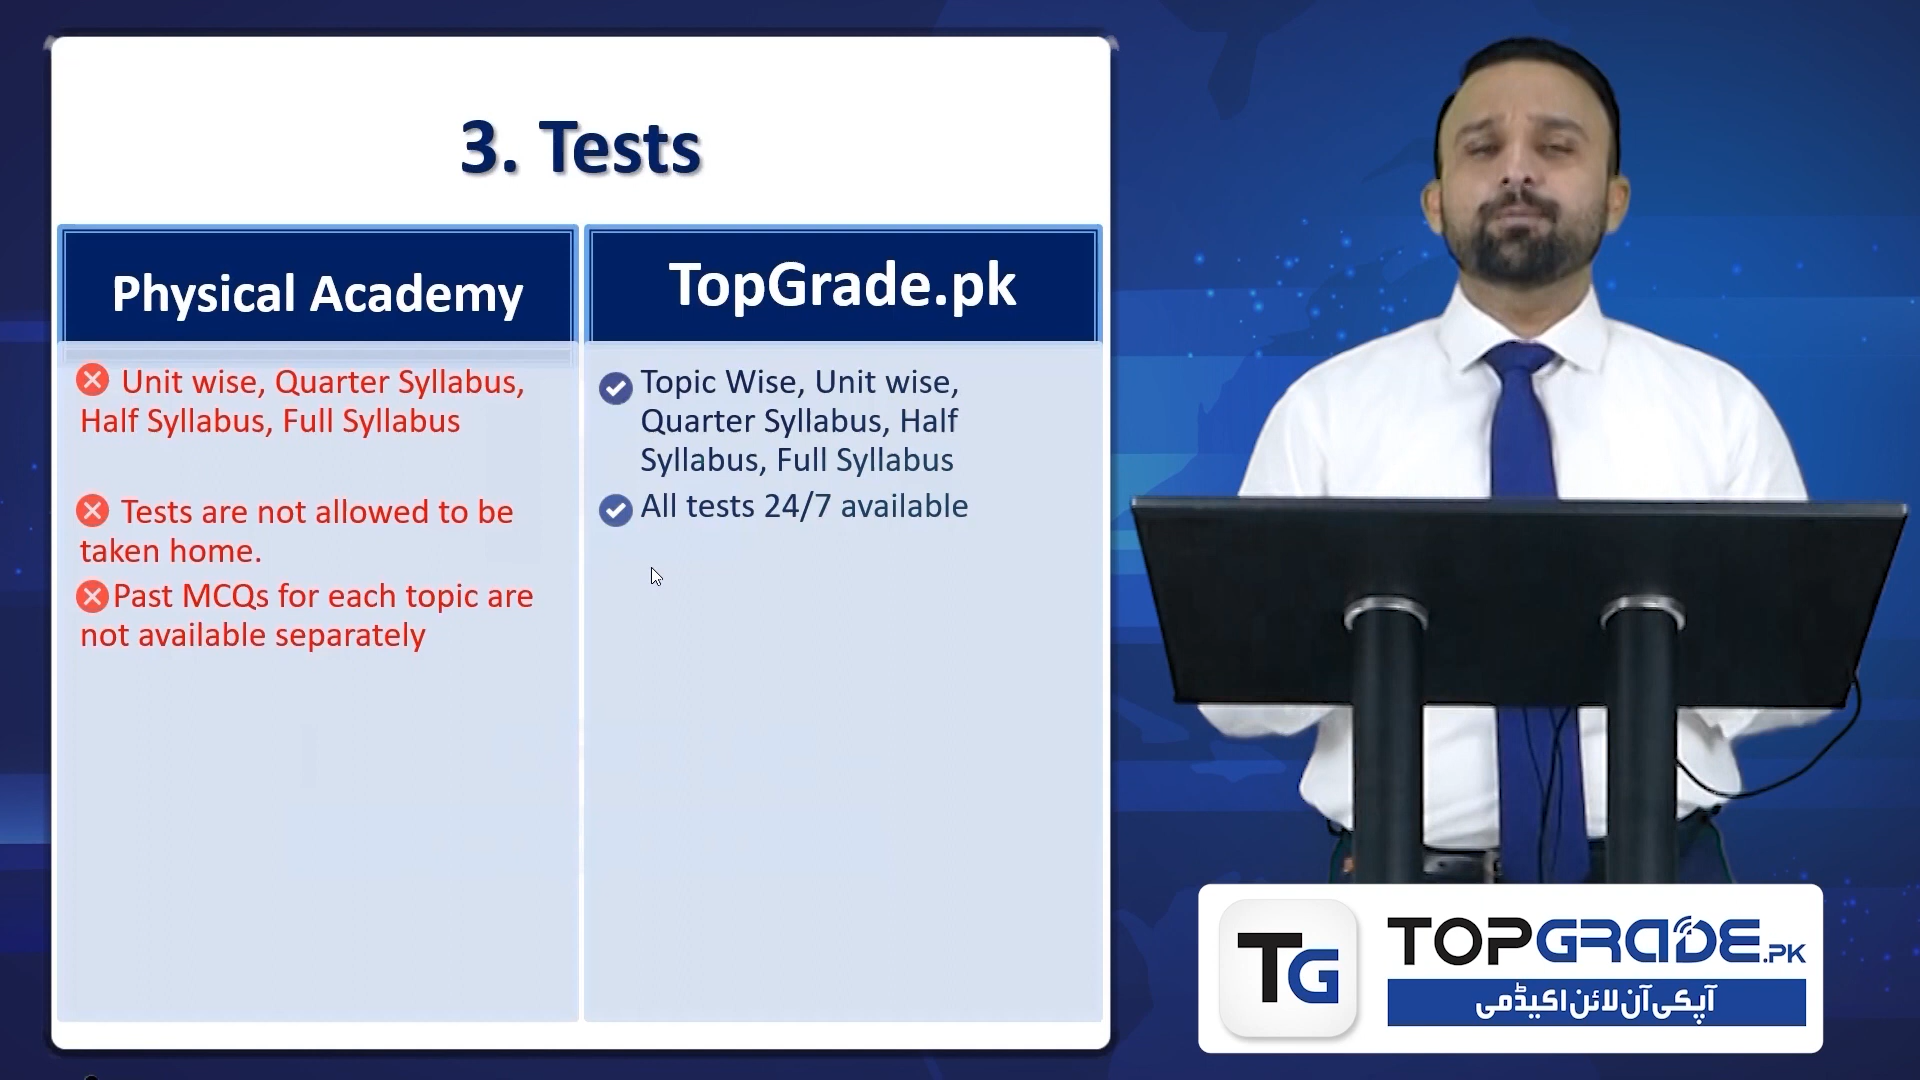 3. Tests
Physical Academy
Unit wise, Quarter Syllabus,
Half Syllabus, Full Syllabus
Tests are not allowed to be
taken home.
Past MCQs for each topic are
not available separately
TopGrade.pk
Topic Wise, Unit wise,
Quarter Syllabus, Half
Syllabus, Full Syllabus
All tests 24/7 available
TG
TOPGRADE.PK
آپکی آن لائن اکیڈمی